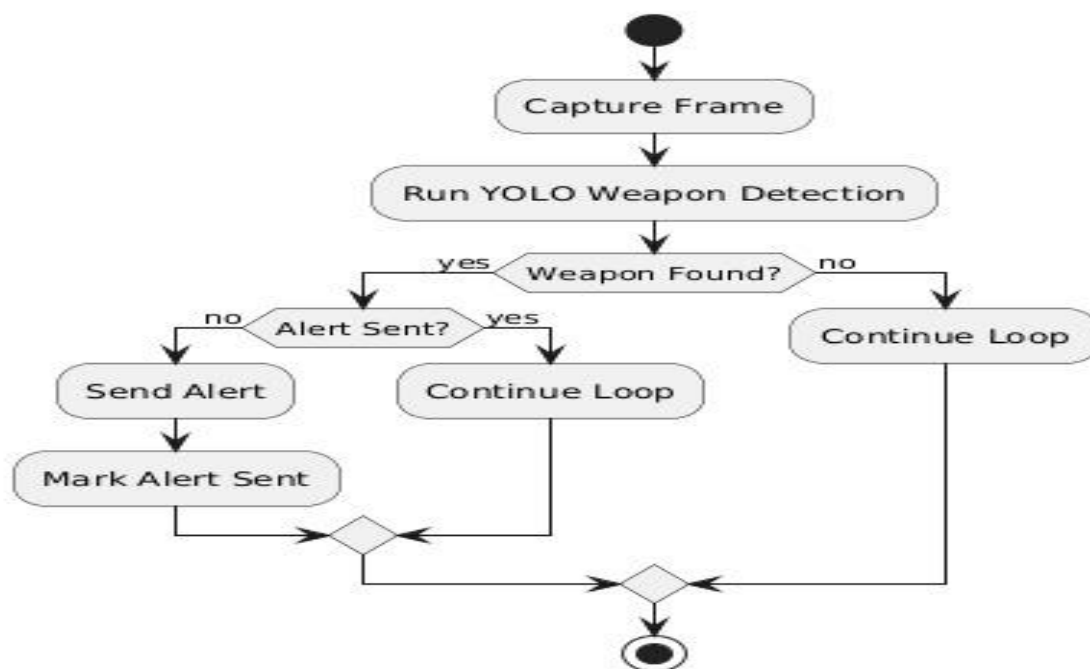 Capture Frame
Run YOLO Weapon Detection
yes
Weapon Found?
no
no
Alert Sent?
yes
Continue Loop
Send Alert
Continue Loop
Mark Alert Sent